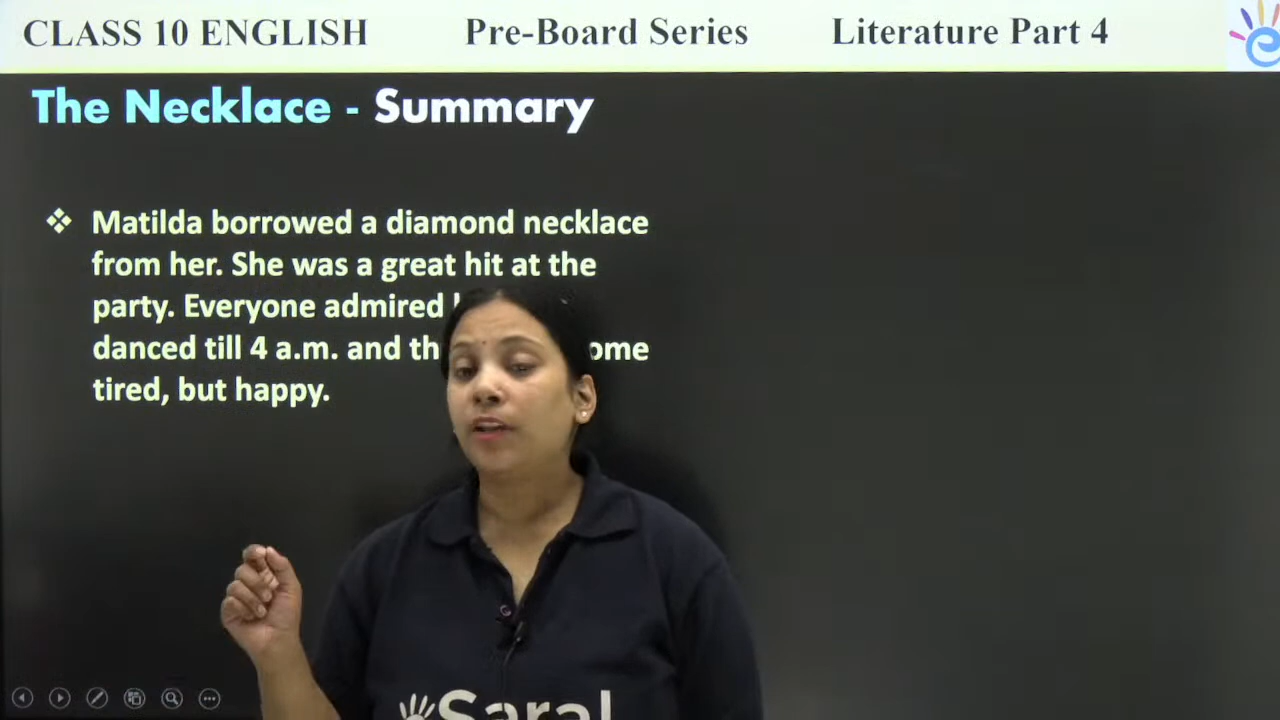 CLASS 10 ENGLISH Pre-Board Series Literature Part 4
The Necklace - Summary
Matilda borrowed a diamond necklace
from her. She was a great hit at the
party. Everyone admired
danced till 4 a.m. and
tired, but happy.
Saral